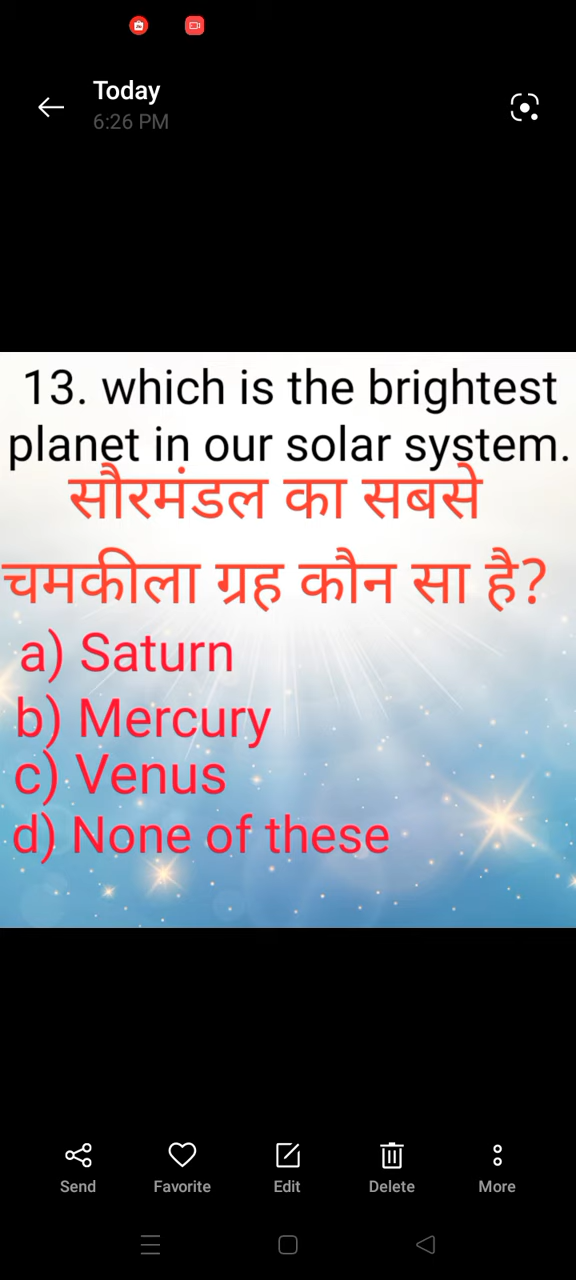 Today
6:26 PM
13. which is the brightest
planet in our solar system.
सौरमंडल का सबसे
चमकीला ग्रह कौन सा है?
a) Saturn
b) Mercury
c) Venus
d) None of these
Send Favorite Edit Delete More